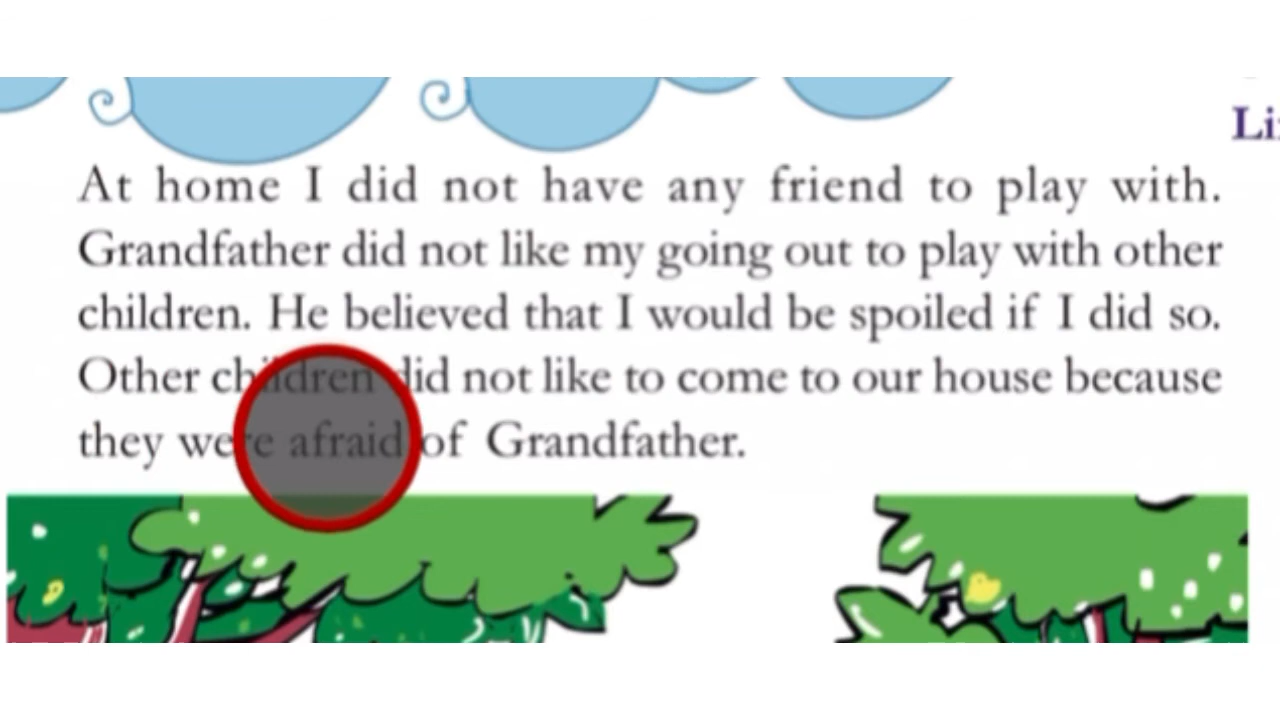 Li
At home I did not have any friend to play with.
Grandfather did not like my going out to play with other
children. He believed that I would be spoiled if I did so.
Other children did not like to come to our house because
they were afraid of Grandfather.